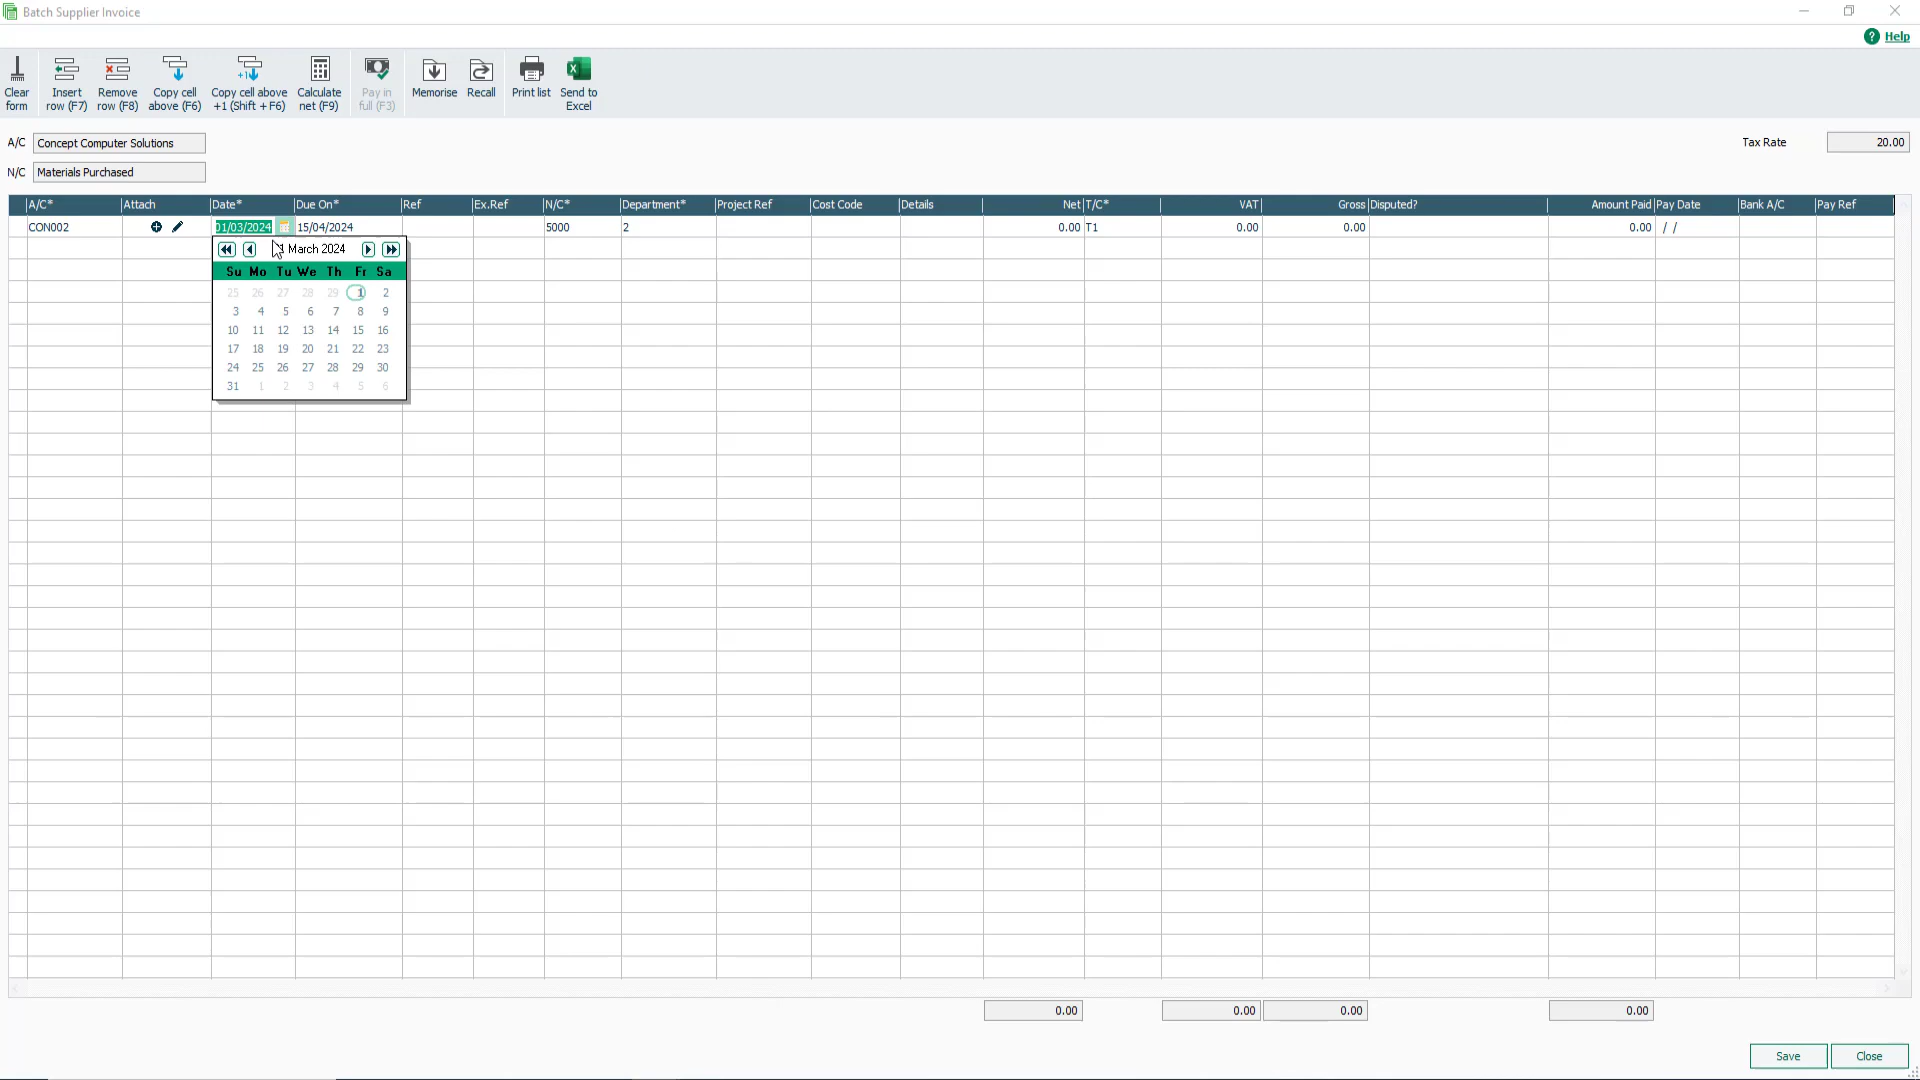 Batch Supplier Invoice
Help
Clear form
Insert row (F7)
Remove row (F8)
Copy cell above (F6)
Copy cell above +1 (Shift + F6)
Calculate net (F9)
Pay in full (F3)
Memorise
Recall
Print list
Send to Excel
A/C Concept Computer Solutions
Tax Rate 20.00
N/C Materials Purchased
A/C* Attach Date* Due On* Ref Ex.Ref N/C* Department* Project Ref Cost Code Details Net T/C* VAT Gross Disputed? Amount Paid Pay Date Bank A/C Pay Ref
CON002 01/03/2024 15/04/2024 5000 2 0.00 T1 0.00 0.00 0.00 / /
March 2024
Su Mo Tu We Th Fr Sa
25 26 27 28 29 1 2
3 4 5 6 7 8 9
10 11 12 13 14 15 16
17 18 19 20 21 22 23
24 25 26 27 28 29 30
31 1 2 3 4 5 6
0.00 0.00 0.00 0.00
Save Close